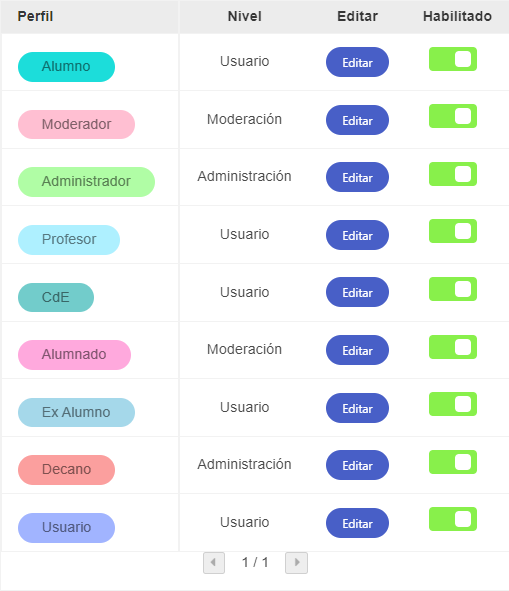 Perfil Nivel Editar Habilitado
Alumno Usuario Editar
Moderador Moderación Editar
Administrador Administración Editar
Profesor Usuario Editar
CdE Usuario Editar
Alumnado Moderación Editar
Ex Alumno Usuario Editar
Decano Administración Editar
Usuario Usuario Editar
1 / 1